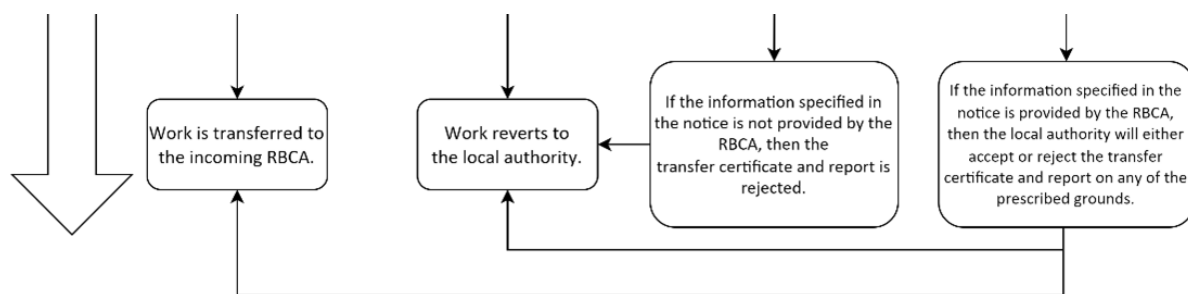 Work is transferred to
the incoming RBCA.
Work reverts to
the local authority.
If the information specified in
the notice is not provided by the
RBCA, then the
transfer certificate and report is
rejected.
If the information specified in the
notice is provided by the RBCA,
then the local authority will either
accept or reject the transfer
certificate and report on any of the
prescribed grounds.